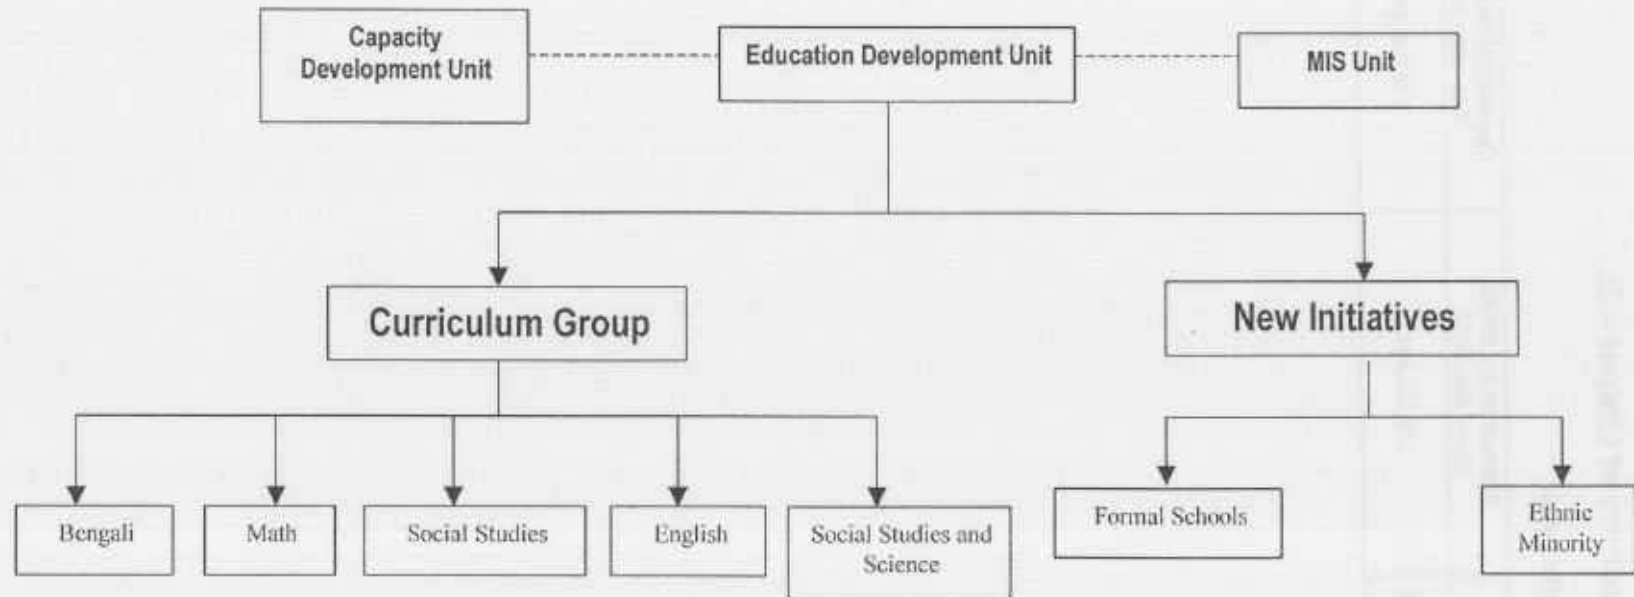 Capacity
Development Unit
Education Development Unit
MIS Unit
Curriculum Group
New Initiatives
Bengali
Math
Social Studies
English
Social Studies and
Science
Formal Schools
Ethnic
Minority